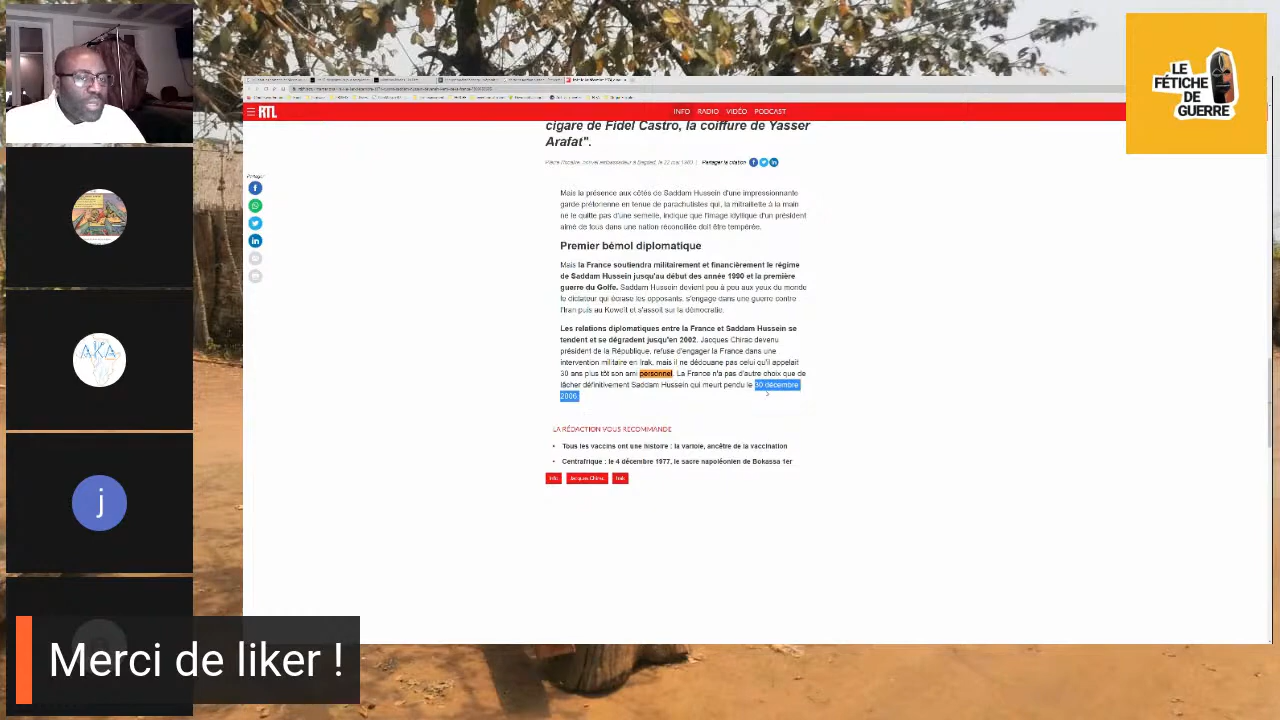 LE
FÉTICHE
DE
GUERRE
RTL
INFO RADIO VIDÉO PODCAST
cigare de Fidel Castro, la coiffure de Yasser
Arafat".
Partager la citation
Partager
Mais la présence aux côtés de Saddam Hussein d'une impressionnante
garde prétorienne en tenue de parachutistes qui, la mitraillette à la main
ne le quitte pas d'une semelle, indique que l'image idyllique d'un président
aimé de tous dans une nation réconciliée doit être tempérée.
Premier bémol diplomatique
Mais la France soutiendra militairement et financièrement le régime
de Saddam Hussein jusqu'au début des année 1990 et la première
guerre du Golfe. Saddam Hussein devient peu à peu aux yeux du monde
le dictateur qui écrase les opposants, s'engage dans une guerre contre
l'Iran puis au Koweït et s'assoit sur la démocratie.
Les relations diplomatiques entre la France et Saddam Hussein se
tendent et se dégradent jusqu'en 2002. Jacques Chirac devenu
président de la République, refuse d'engager la France dans une
intervention militaire en Irak, mais il ne dédouane pas celui qu'il appelait
30 ans plus tôt son ami personnel. La France n'a pas d'autre choix que de
lâcher définitivement Saddam Hussein qui meurt pendu le 30 décembre
2006.
LA RÉDACTION VOUS RECOMMANDE
• Tous les vaccins ont une histoire : la variole, ancêtre de la vaccination
• Centrafrique : le 4 décembre 1977, le sacre napoléonien de Bokassa 1er
Info Jacques Chirac Irak
AKA
j
Merci de liker !